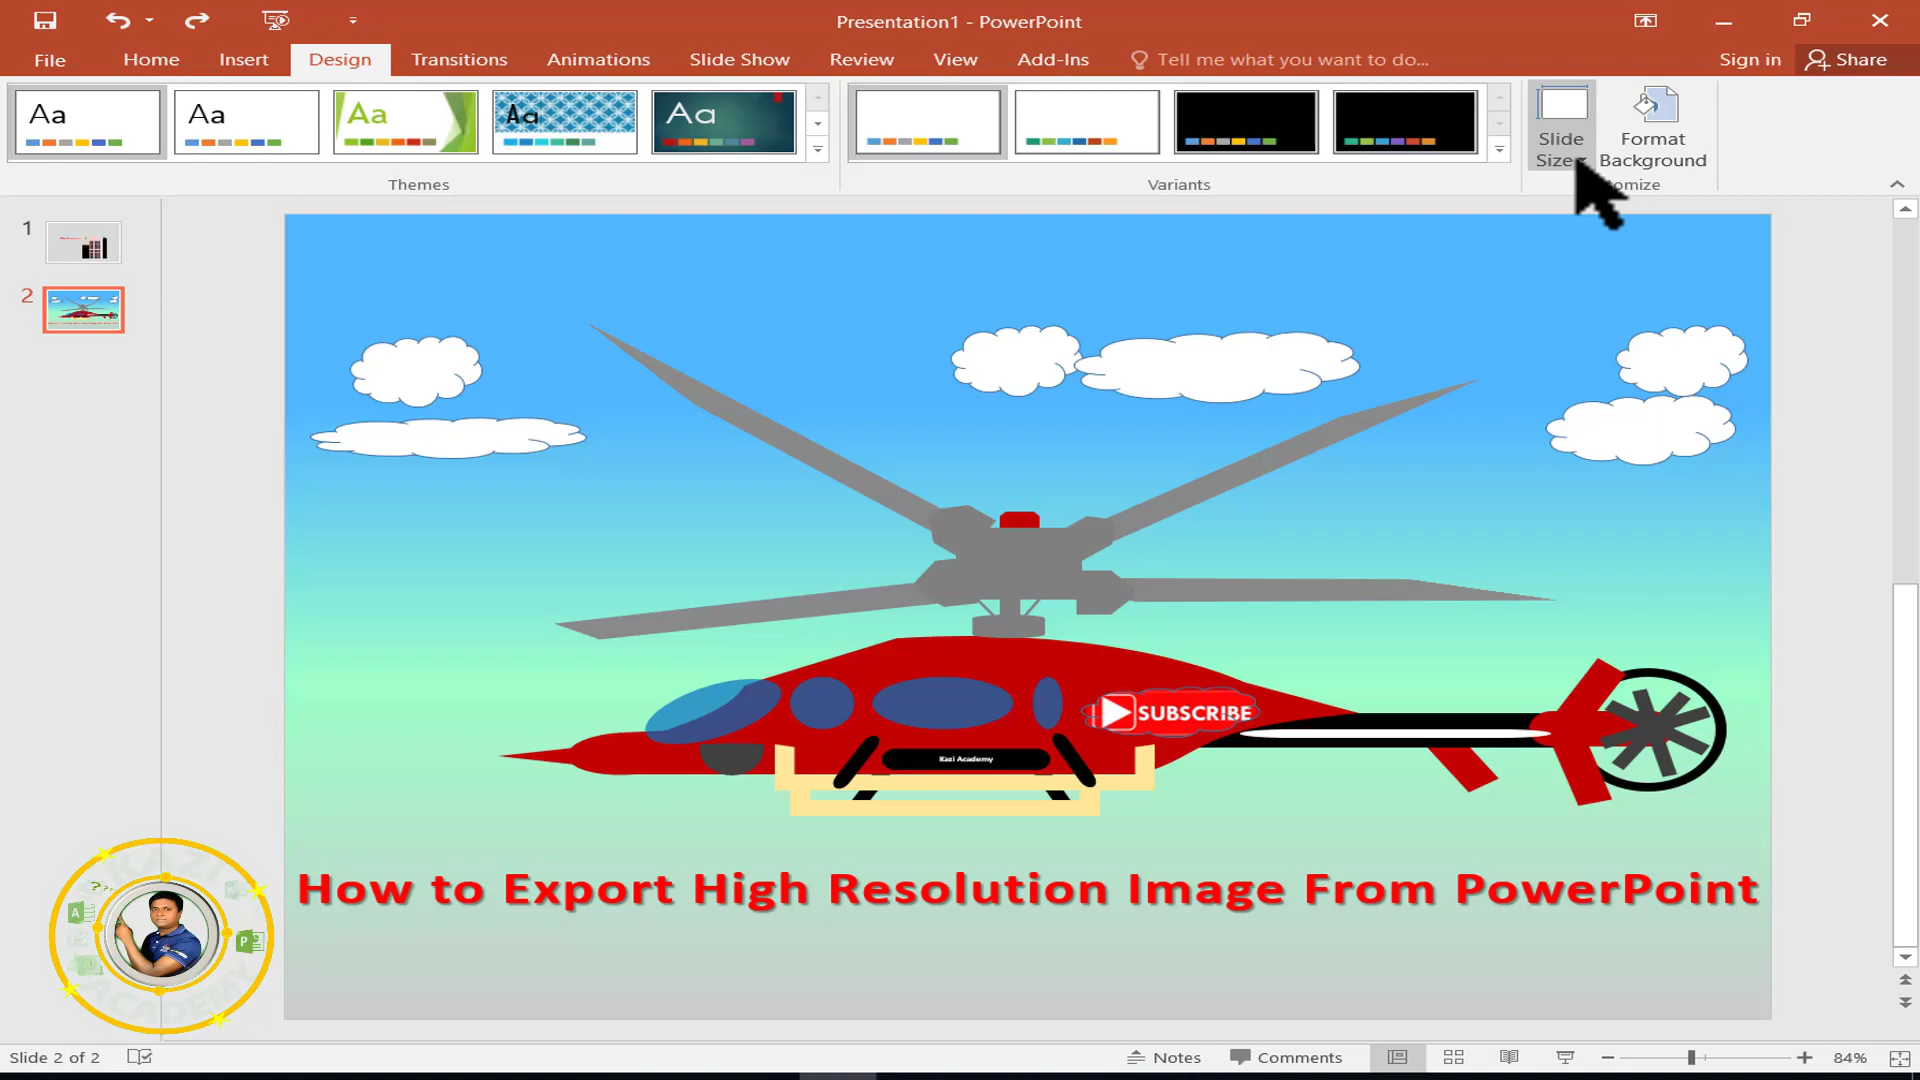 Presentation1 - PowerPoint
File Home Insert Design Transitions Animations Slide Show Review View Add-Ins Tell me what you want to do... Sign in Share
Aa Aa Aa Aa Aa
Slide Size
Format Background
Themes Variants
1
2
SUBSCRIBE
Kazi Academy
How to Export High Resolution Image From PowerPoint
KAZI
ACADEMY
Slide 2 of 2 Notes Comments 84%